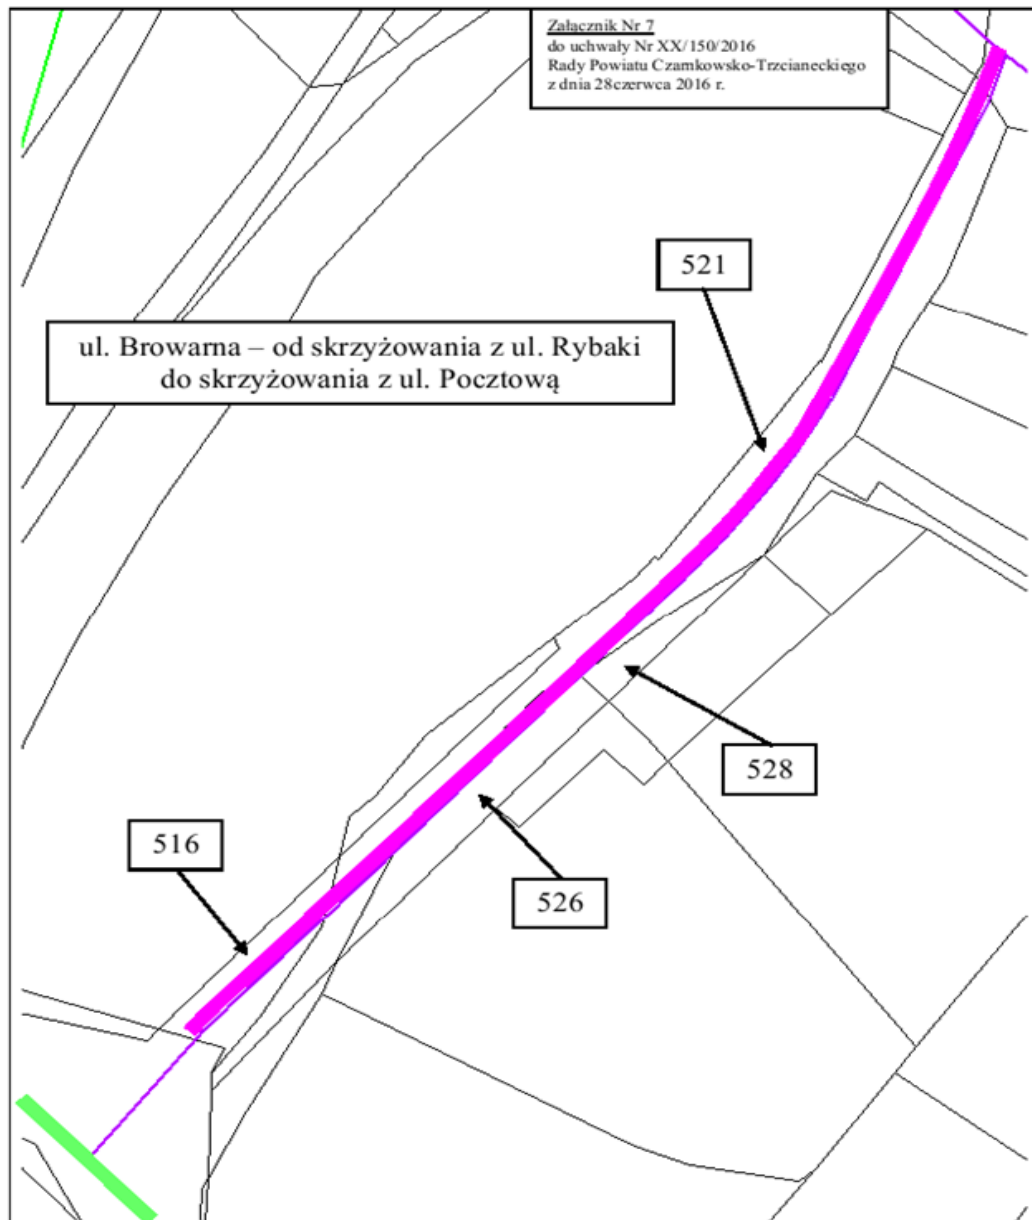 Załącznik Nr 7
do uchwały Nr XX/150/2016
Rady Powiatu Czarnkowsko-Trzcianeckiego
z dnia 28czerwca 2016 r.
521
ul. Browarna – od skrzyżowania z ul. Rybaki
do skrzyżowania z ul. Pocztową
528
516
526